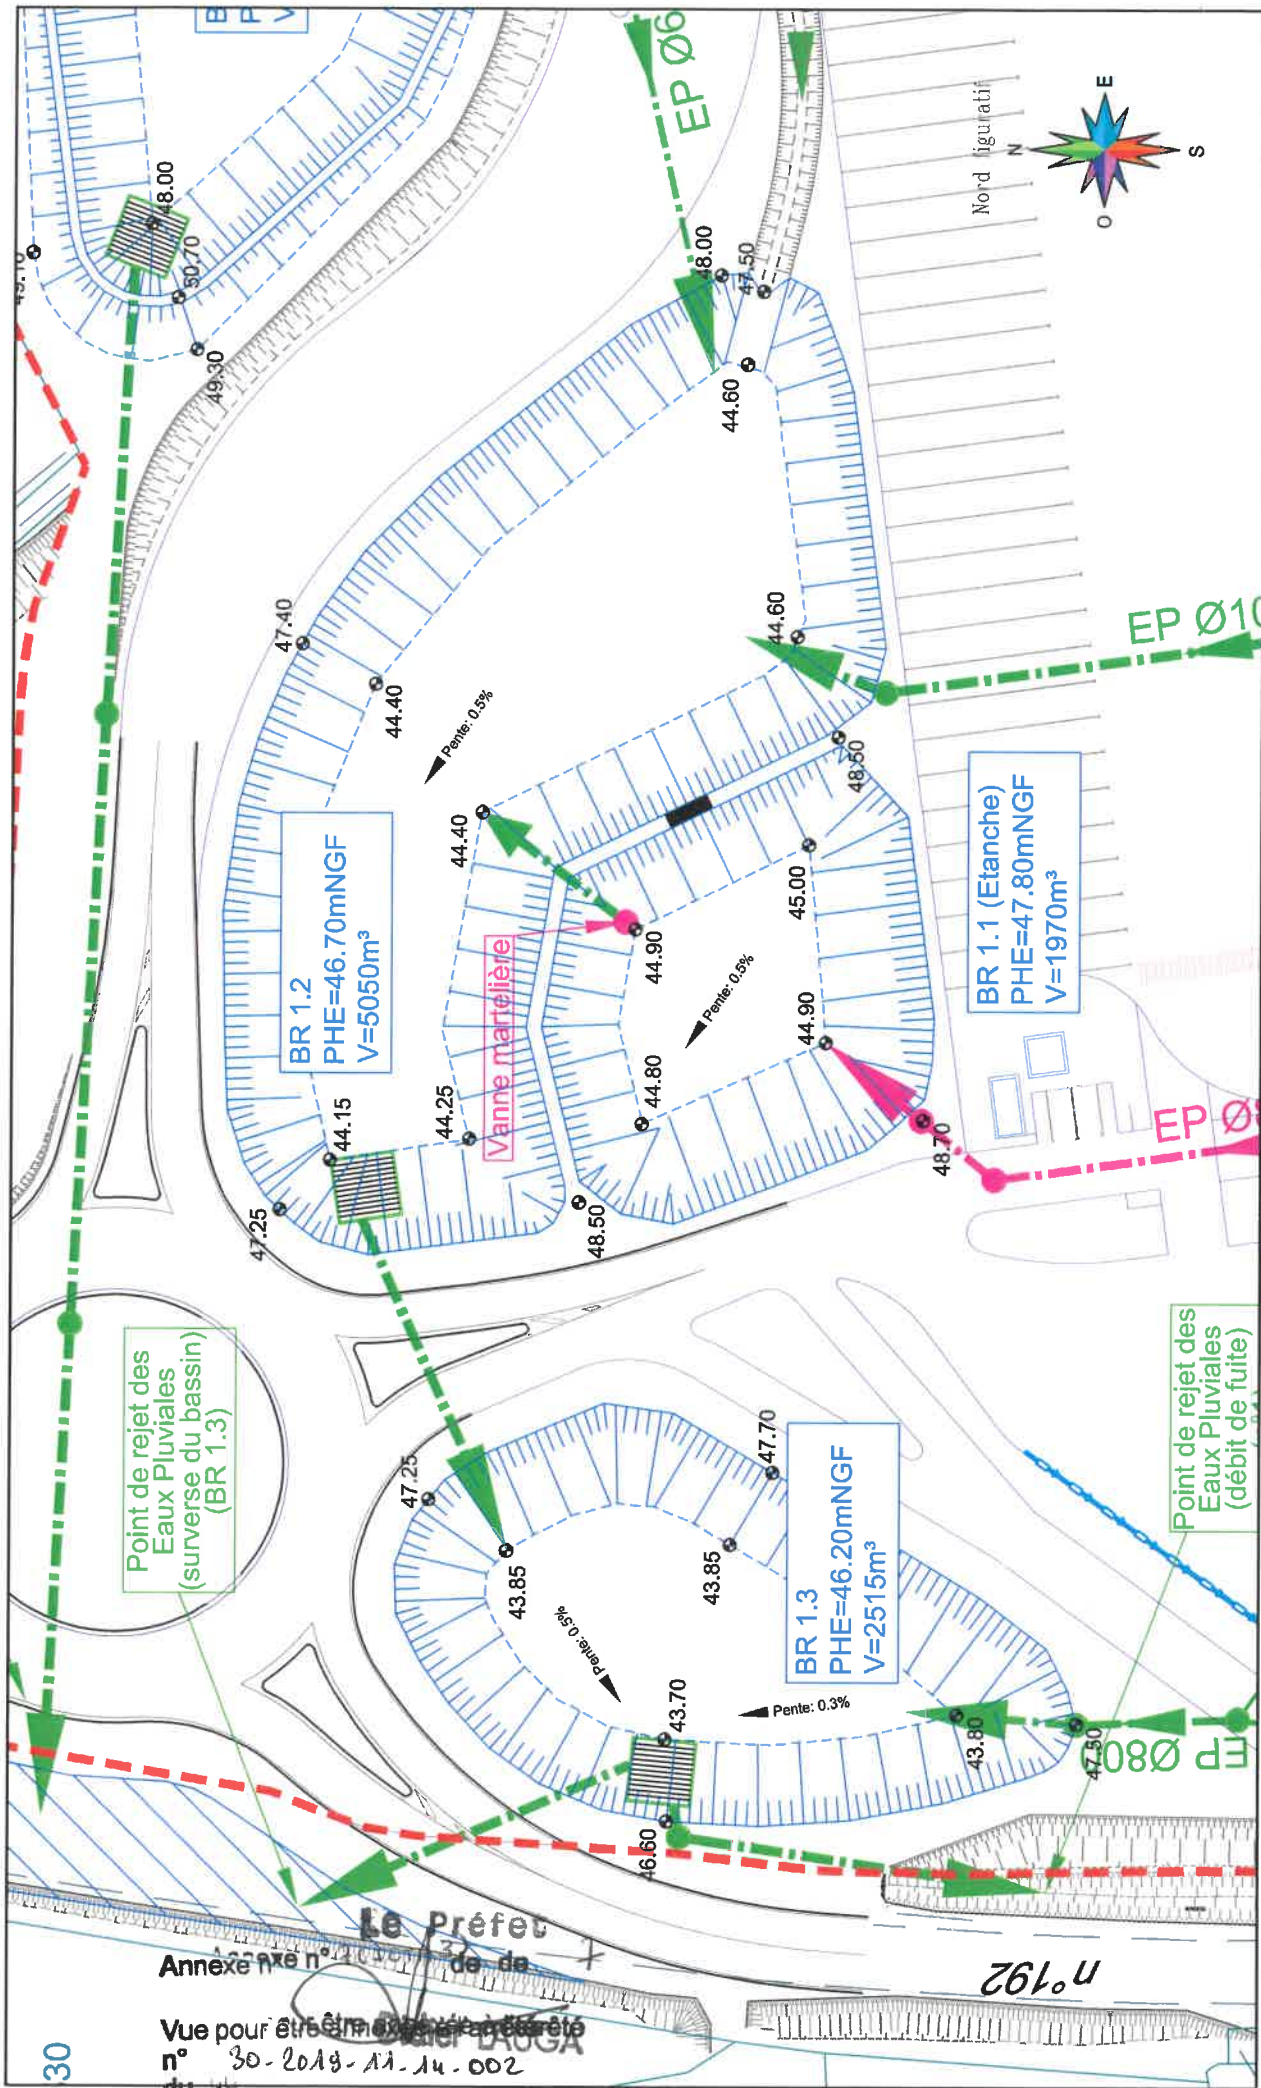 B
P
V
EP Ø6
48.00
50.70
49.30
Nord figuratif
N
E
S
O
48.00
47.50
44.60
47.40
44.40
Pente: 0.5%
44.60
EP Ø10
44.40
48.50
BR 1.2
PHE=46.70mNGF
V=5050m³
Vanne martelière
44.90
45.00
Pente: 0.5%
BR 1.1 (Etanche)
PHE=47.80mNGF
V=1970m³
44.90
44.80
44.15
44.25
47.25
48.50
48.70
EP Ø8
Point de rejet des
Eaux Pluviales
(surverse du bassin)
(BR 1.3)
Point de rejet des
Eaux Pluviales
(débit de fuite)
47.25
47.70
43.85
43.85
Pente: 0.5%
BR 1.3
PHE=46.20mNGF
V=2515m³
43.70
Pente: 0.3%
43.80
47.50
EP Ø80
46.60
n°192
Le Préfet
Annexe n°
de
Vue pour être
n° 30-2019-11-14-002
30